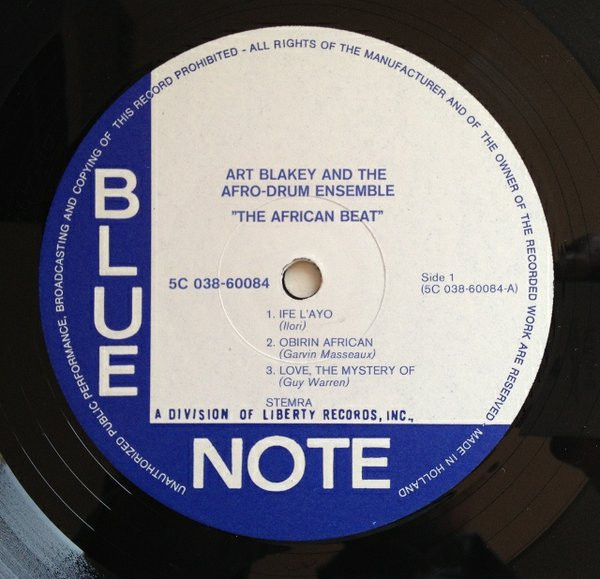 UNAUTHORIZED PUBLIC PERFORMANCE, BROADCASTING AND COPYING OF THIS RECORD PROHIBITED - ALL RIGHTS OF THE MANUFACTURER AND OF THE OWNER OF THE RECORDED WORK ARE RESERVED. MADE IN HOLLAND
ART BLAKEY AND THE
AFRO-DRUM ENSEMBLE
"THE AFRICAN BEAT"
5C 038-60084
Side 1
(5C 038-60084-A)
1. IFE L'AYO
(Ilori)
2. OBIRIN AFRICAN
(Garvin Masseaux)
3. LOVE, THE MYSTERY OF
(Guy Warren)
STEMRA
A DIVISION OF LIBERTY RECORDS, INC.,
BLUE
NOTE